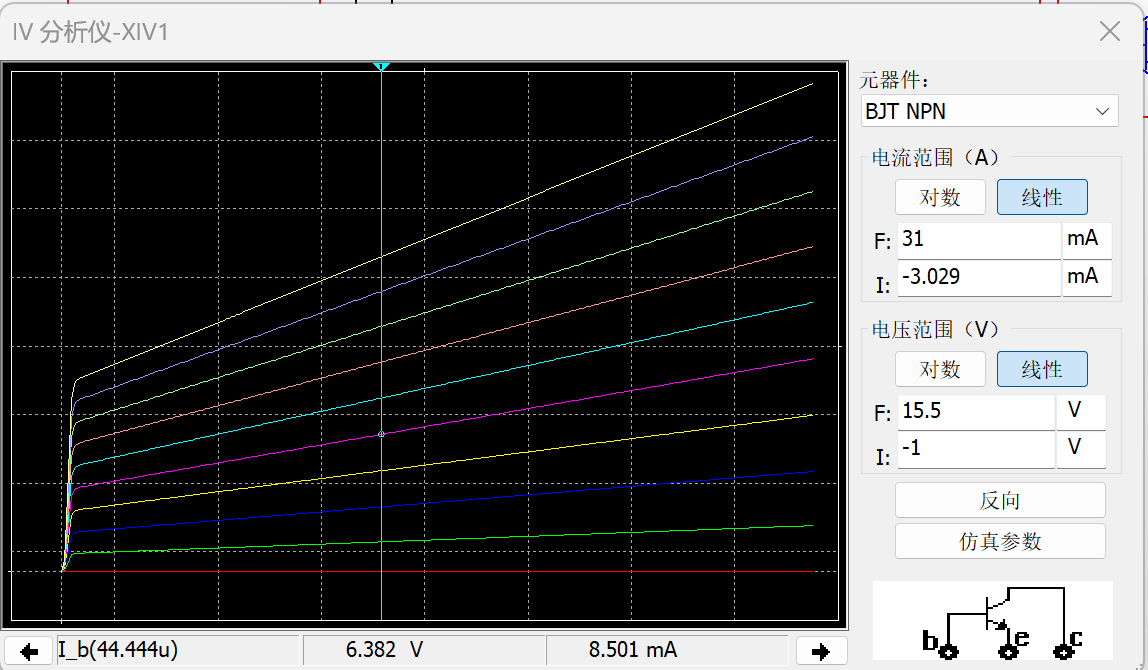 IV 分析仪-XIV1
元器件：
BJT NPN
电流范围（A）
对数 线性
F: 31 mA
I: -3.029 mA
电压范围（V）
对数 线性
F: 15.5 V
I: -1 V
反向
仿真参数
b e c
I_b(44.444u) 6.382 V 8.501 mA